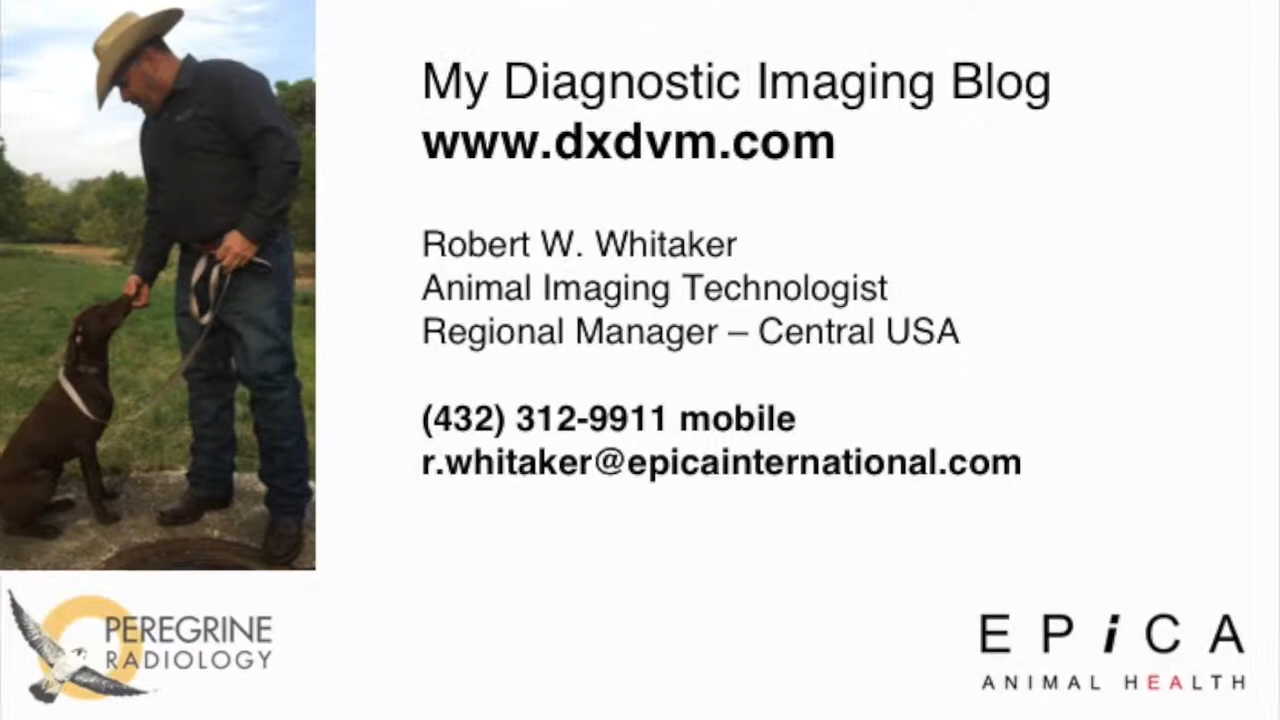 My Diagnostic Imaging Blog
www.dxdvm.com
Robert W. Whitaker
Animal Imaging Technologist
Regional Manager – Central USA
(432) 312-9911 mobile
r.whitaker@epicainternational.com
PEREGRINE
RADIOLOGY
EPiCA
ANIMAL HEALTH